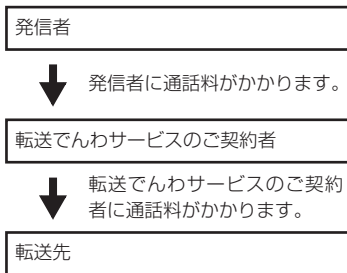 発信者
発信者に通話料がかかります。
転送でんわサービスのご契約者
転送でんわサービスのご契約
者に通話料がかかります。
転送先